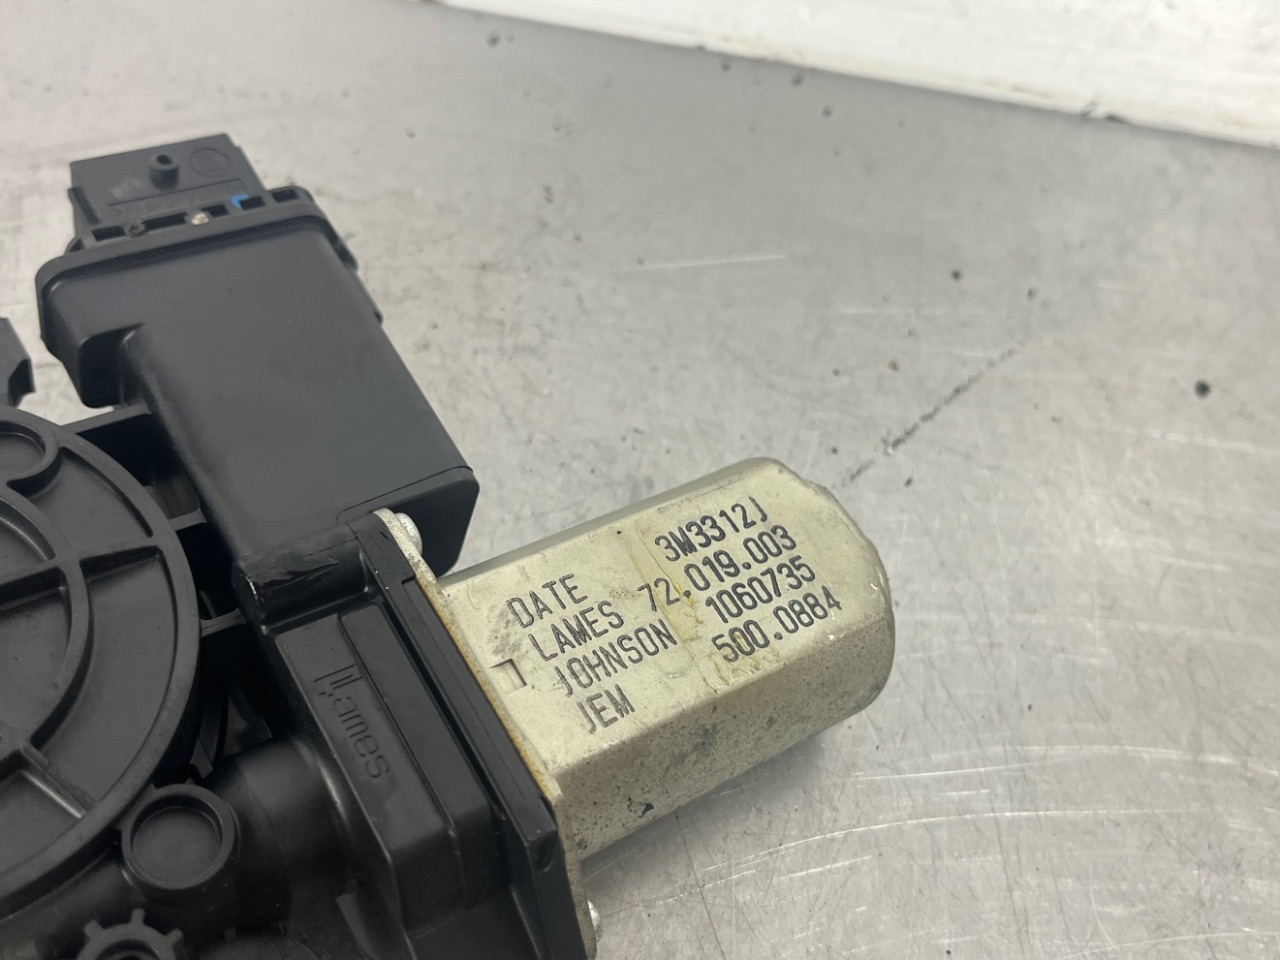 DATE 3M3312J
LAMES 72.019.003
JOHNSON 1060735
JEM 500.0884
Lames